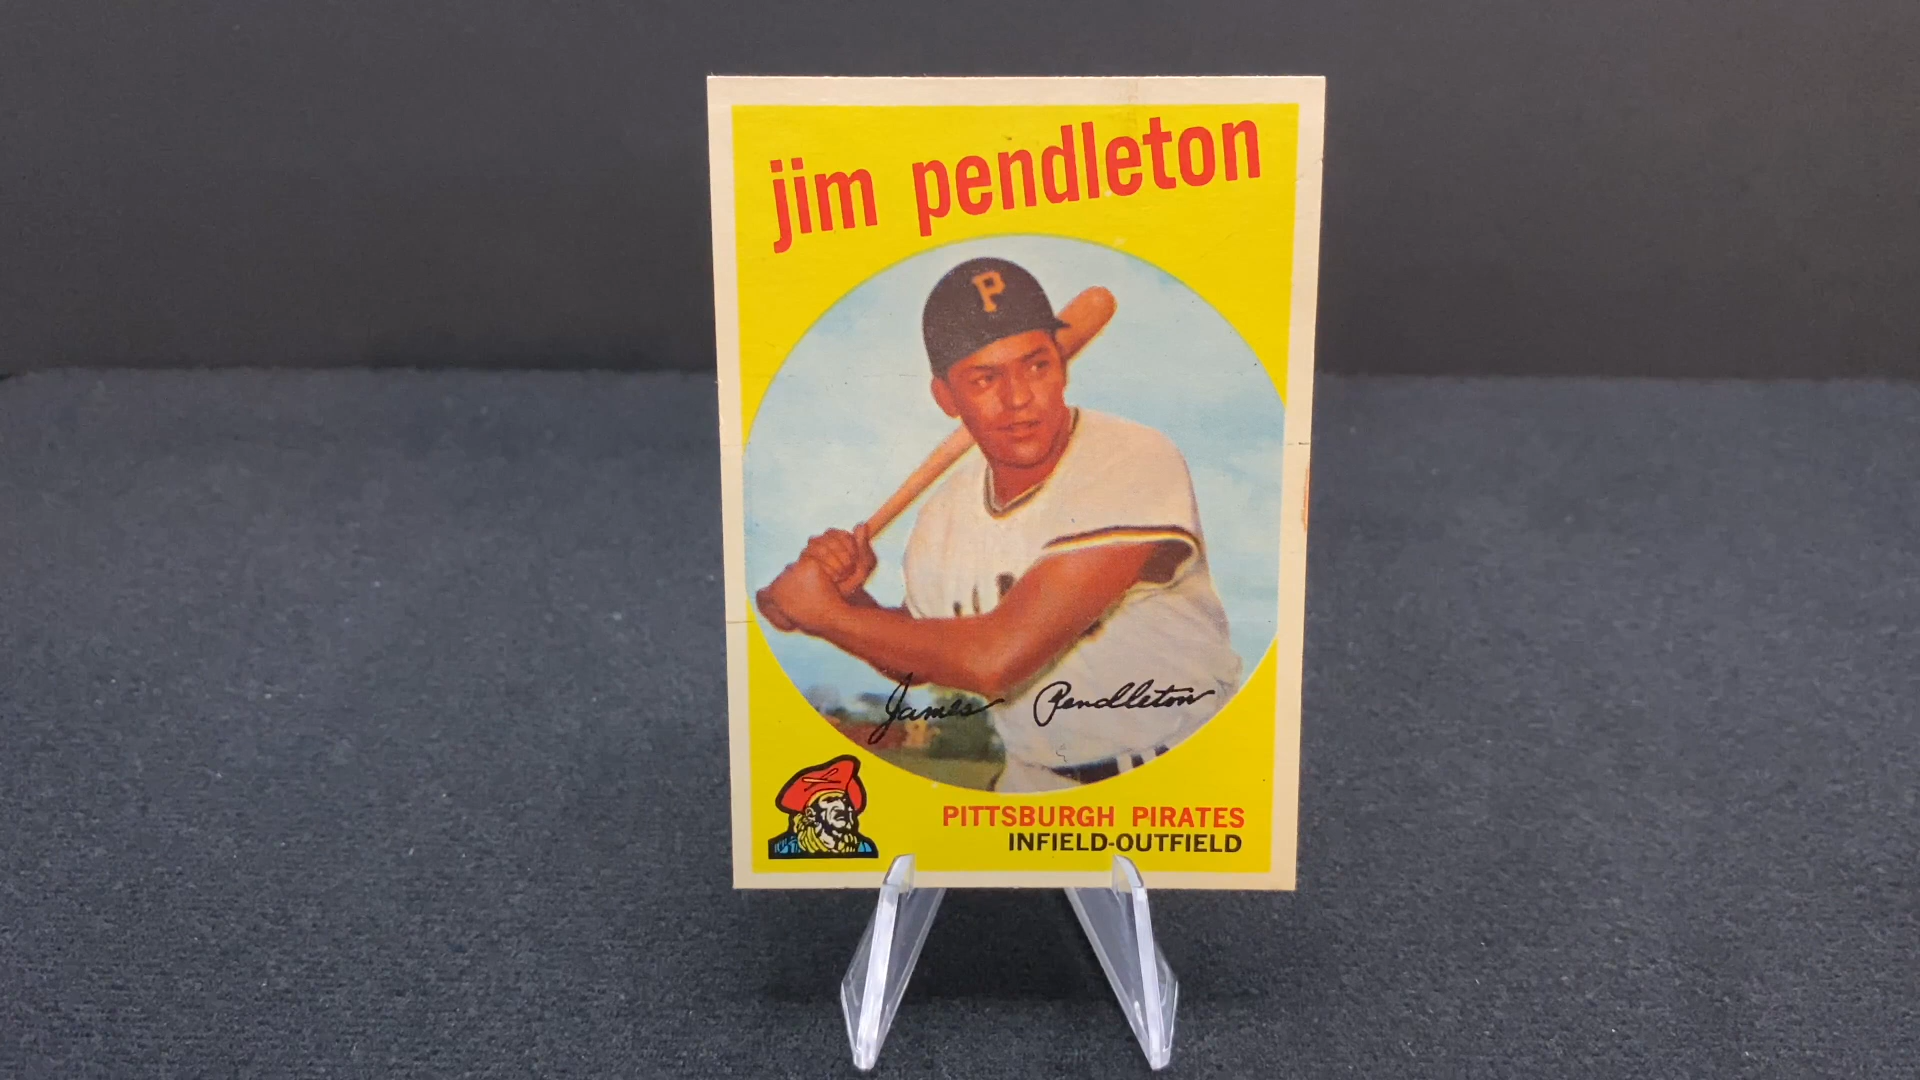 jim pendleton
P
James Pendleton
PITTSBURGH PIRATES
INFIELD-OUTFIELD